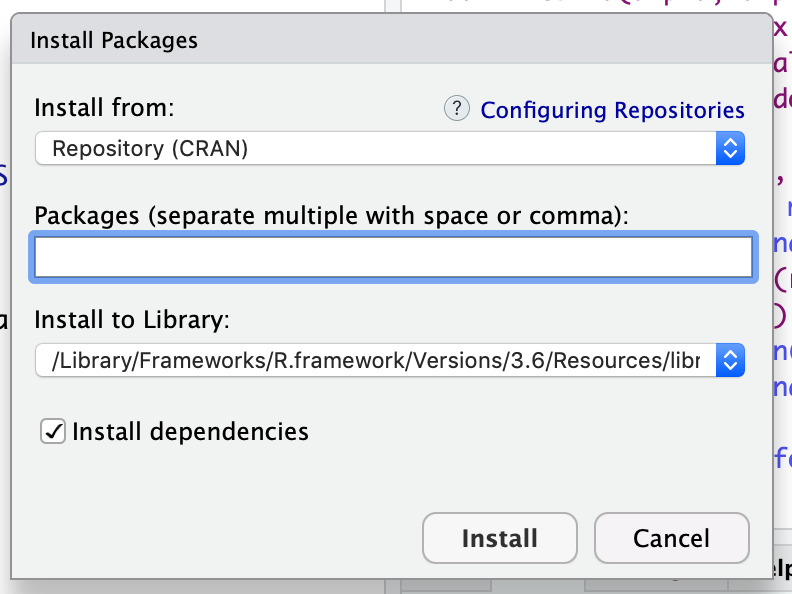 Install Packages
Install from:
? Configuring Repositories
Repository (CRAN)
Packages (separate multiple with space or comma):
Install to Library:
/Library/Frameworks/R.framework/Versions/3.6/Resources/libr
Install dependencies
Install
Cancel